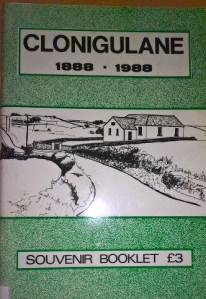 CLONIGULANE
1888 * 1988
SOUVENIR BOOKLET £3